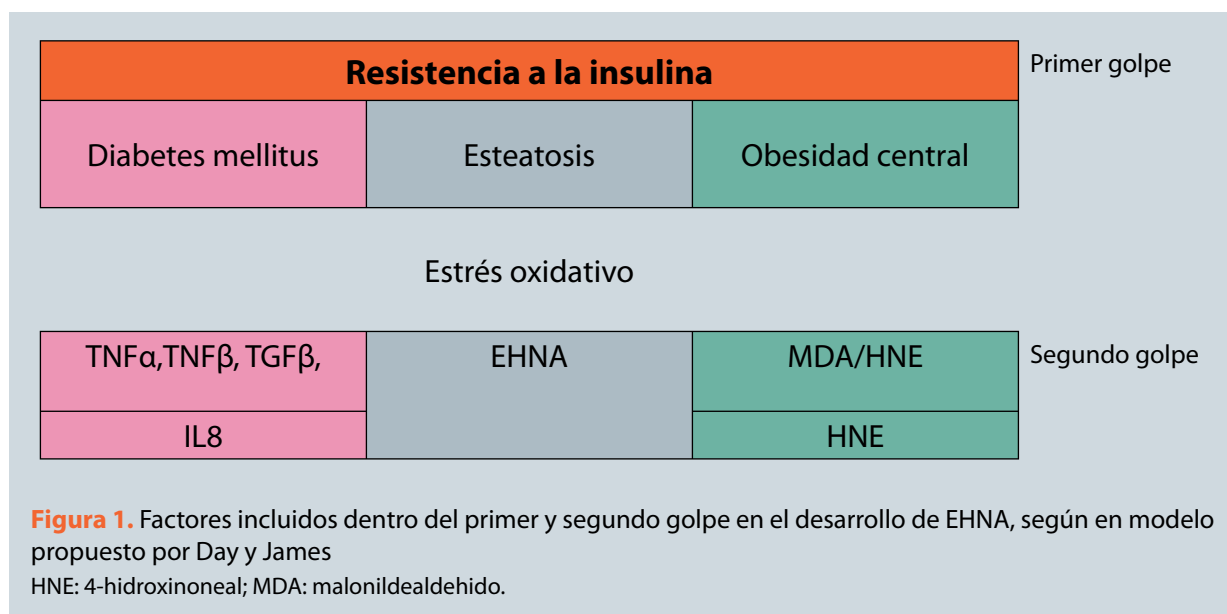 Resistencia a la insulina
Primer golpe
Diabetes mellitus
Esteatosis
Obesidad central
Estrés oxidativo
TNFα,TNFβ, TGFβ,
EHNA
MDA/HNE
Segundo golpe
IL8
HNE
Figura 1. Factores incluidos dentro del primer y segundo golpe en el desarrollo de EHNA, según en modelo
propuesto por Day y James
HNE: 4-hidroxinoneal; MDA: malonildealdehido.